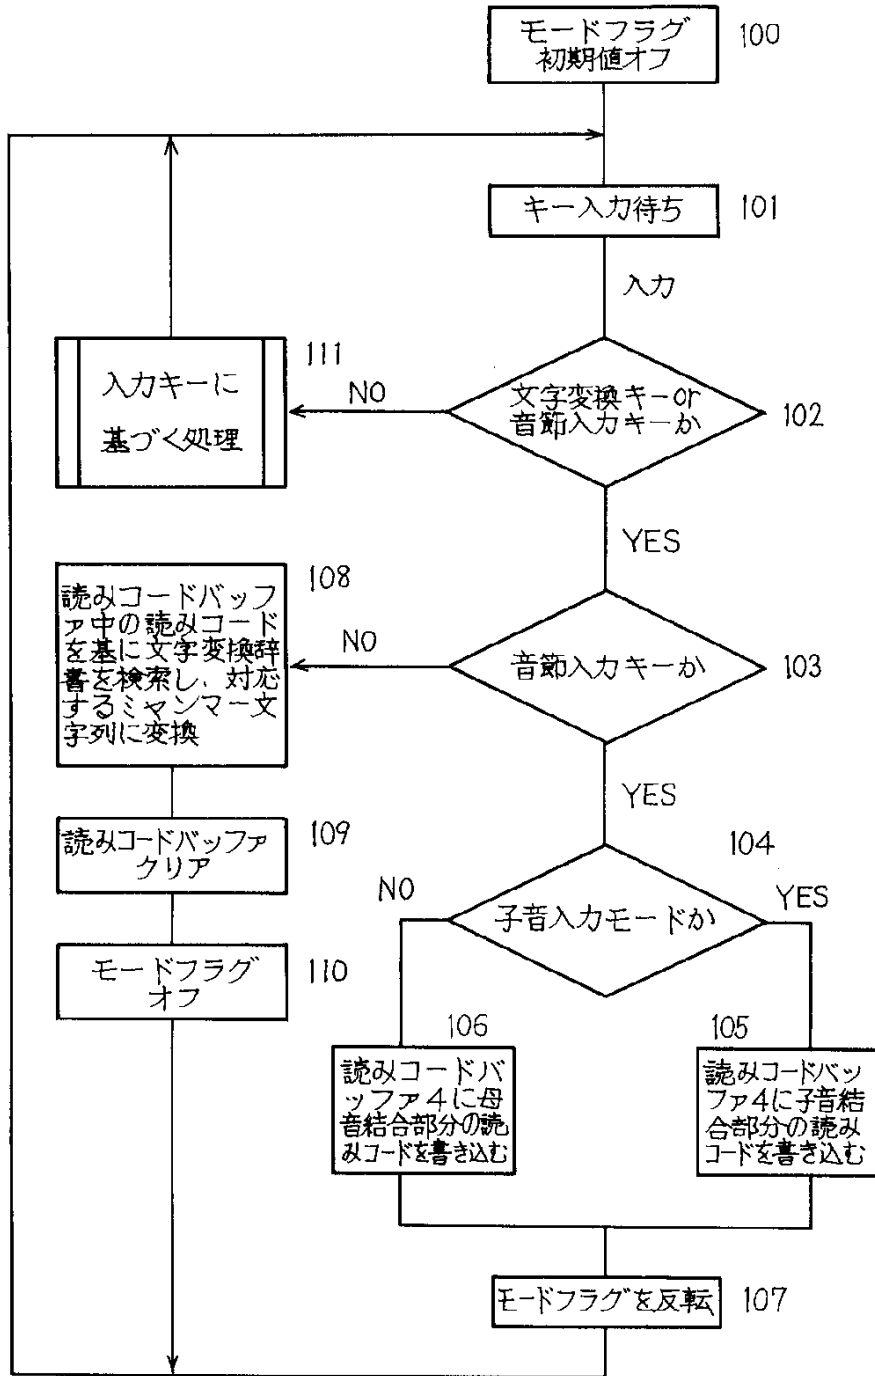 モードフラグ
初期値オフ
100
キー入力待ち
101
入力
文字変換キーor
音節入力キーか
102
NO
111
入力キーに
基づく処理
YES
音節入力キーか
103
NO
108
読みコードバッフ
ァ中の読みコード
を基に文字変換辞
書を検索し、対応
するミャンマー文
字列に変換
109
読みコードバッファ
クリア
110
モードフラグ
オフ
YES
104
子音入力モードか
NO
YES
106
読みコードバ
ッファ4に母
音結合部分の読
みコードを書き込む
105
読みコードバッ
ファ4に子音結
合部分の読み
コードを書き込む
モードフラグを反転
107